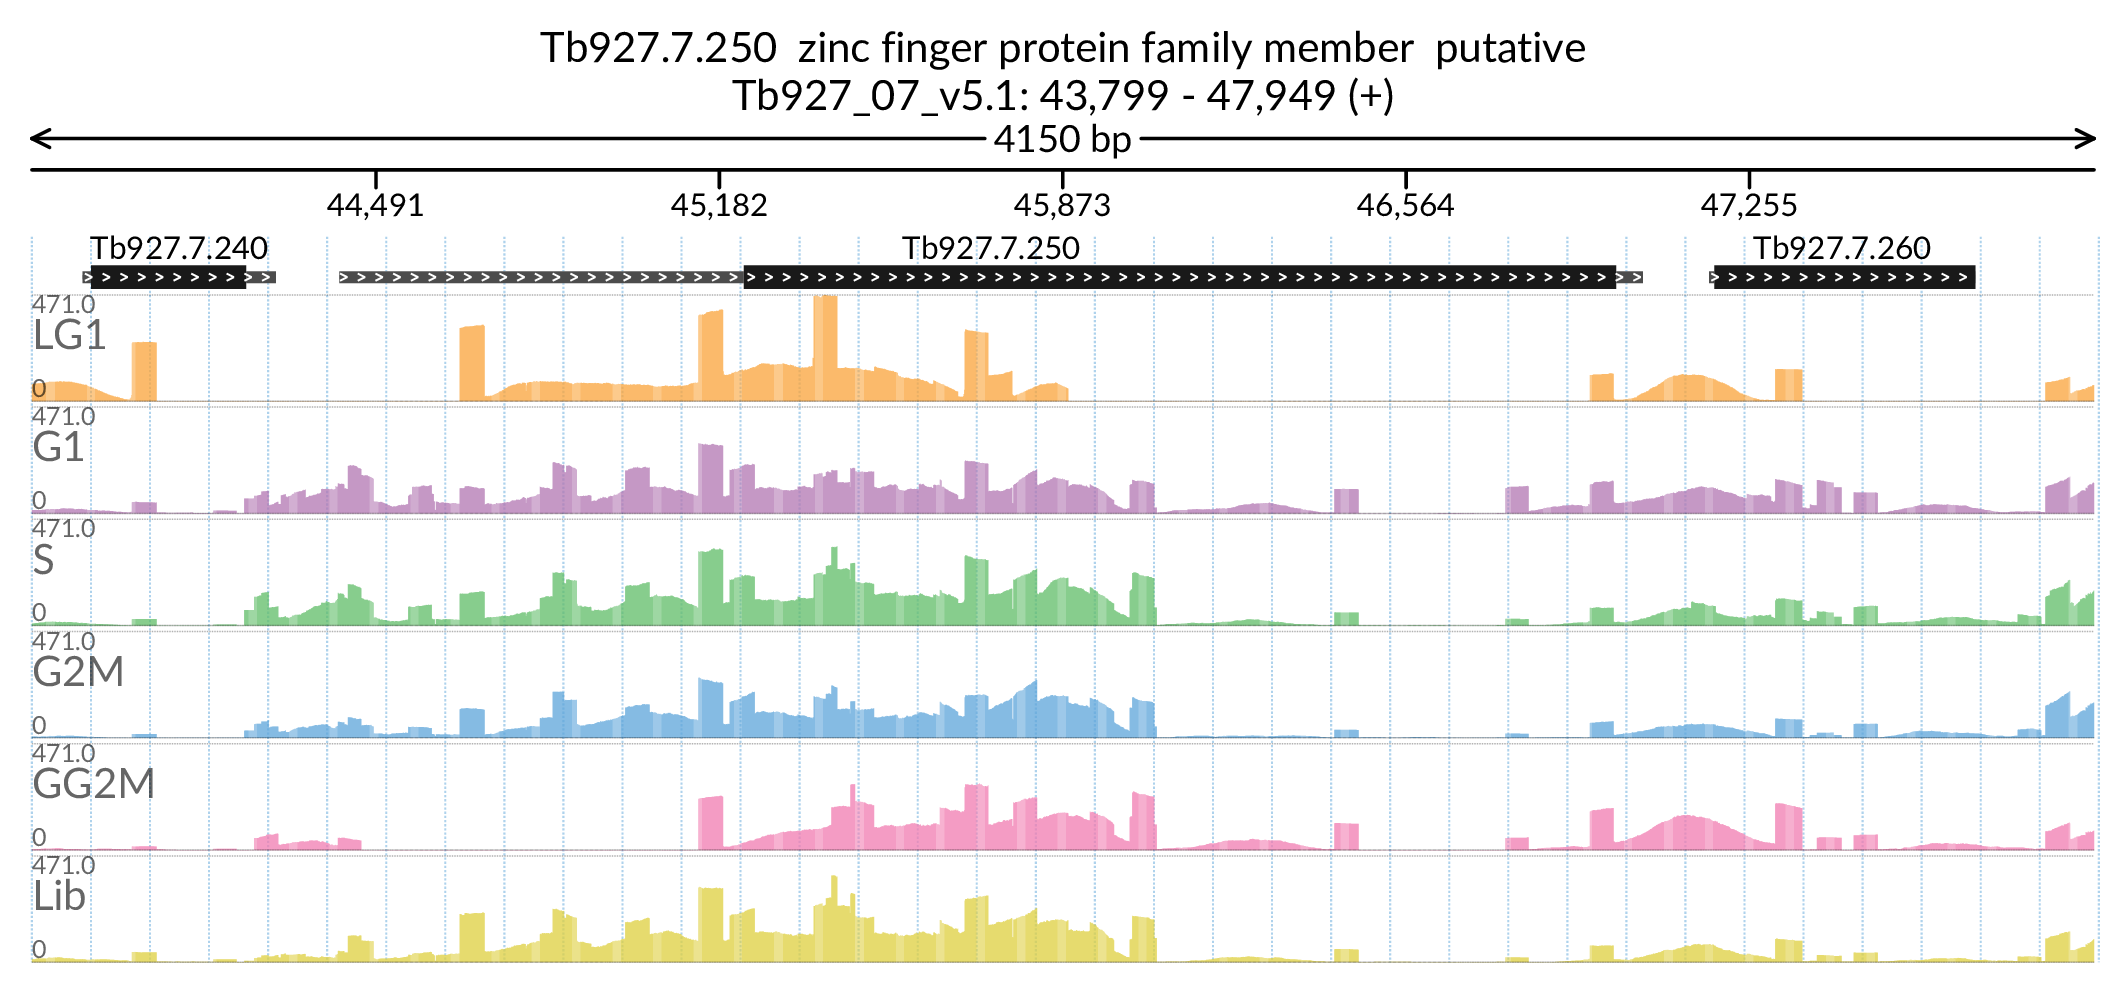 Tb927.7.250 zinc finger protein family member putative
Tb927_07_v5.1: 43,799 - 47,949 (+)
4150 bp
44,491 45,182 45,873 46,564 47,255
Tb927.7.240 Tb927.7.250 Tb927.7.260
471.0
LG1
0
471.0
G1
0
471.0
S
0
471.0
G2M
0
471.0
GG2M
0
471.0
Lib
0